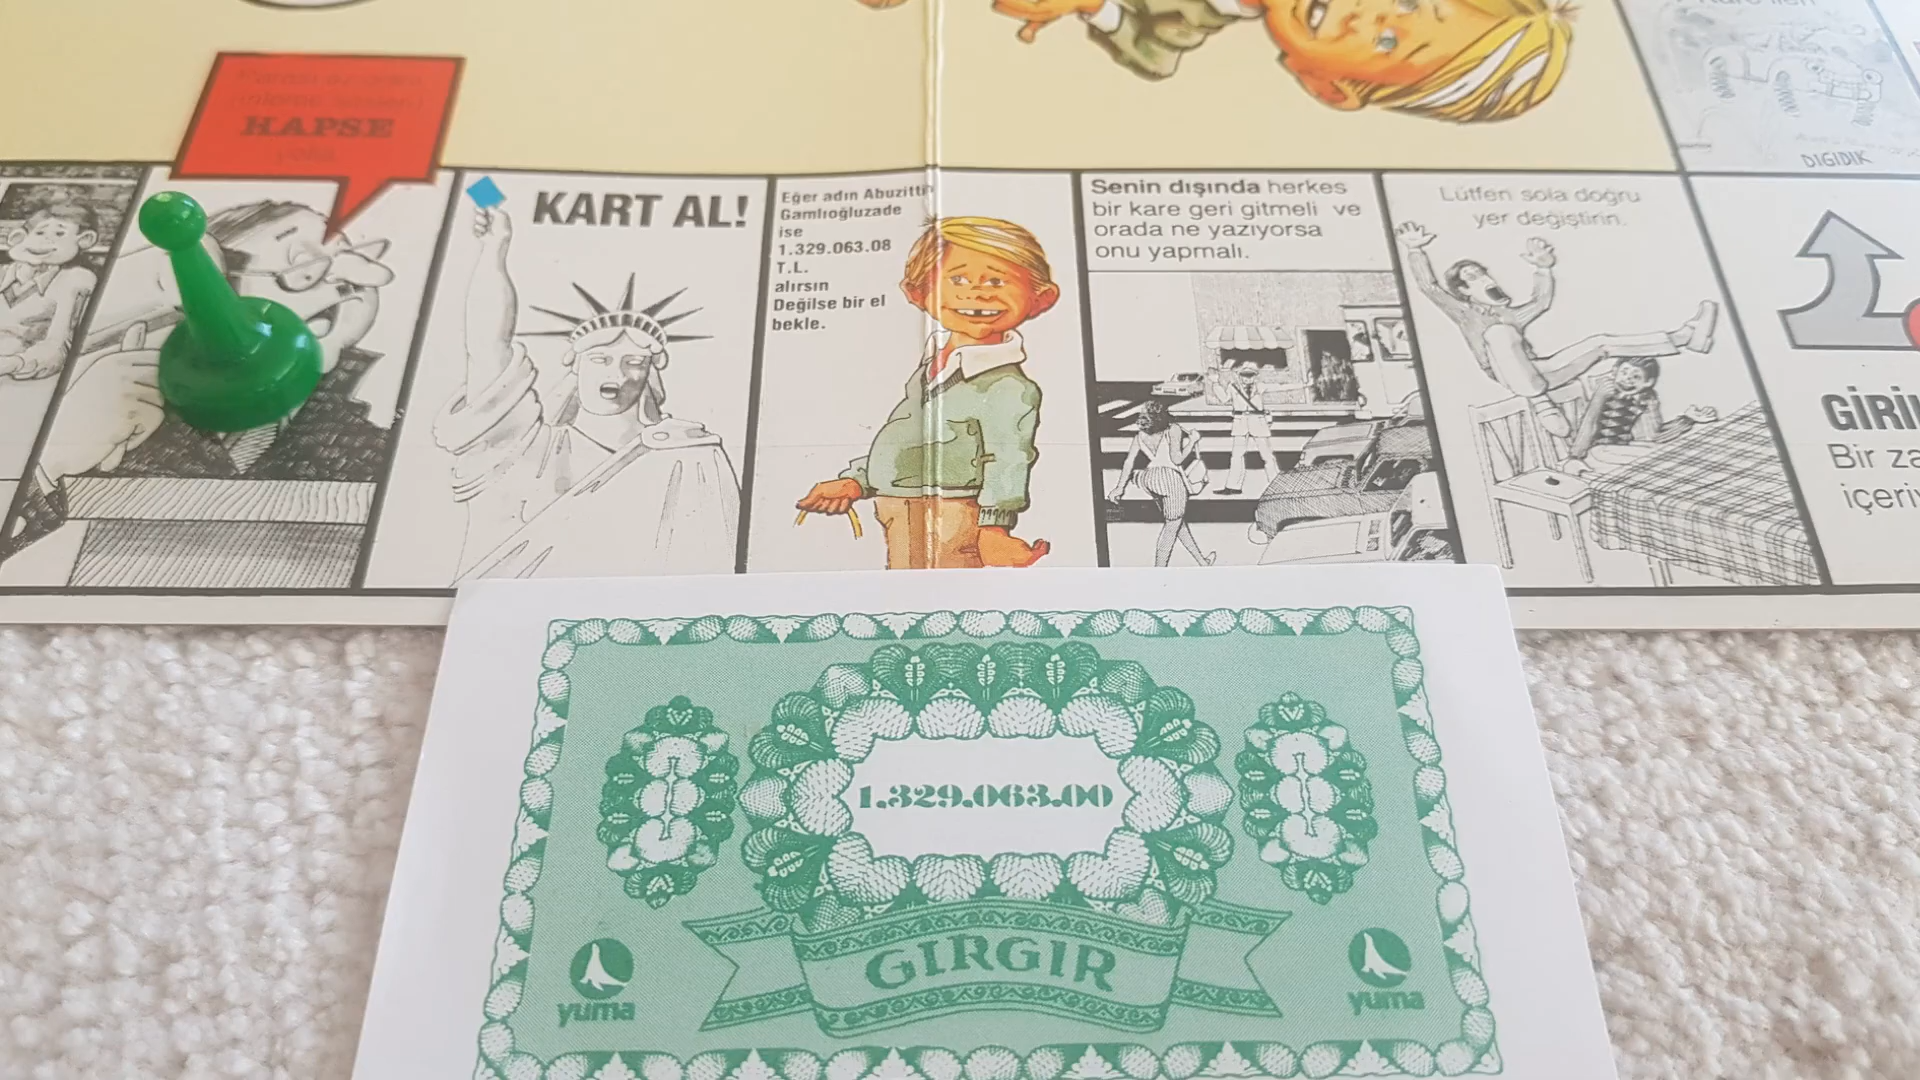 HAPSE
KART AL!
Eğer adın Abuzittin
Gamlıoğluzade
ise
1.329.063.08
T.L.
alırsın
Değilse bir el
bekle.
Senin dışında herkes
bir kare geri gitmeli ve
orada ne yazıyorsa
onu yapmalı.
Lütfen sola doğru
yer değiştirin.
DIGIDIK
GİRİ
Bir za
içeri
1.329.063.00
GIRGIR
yuma
yuma